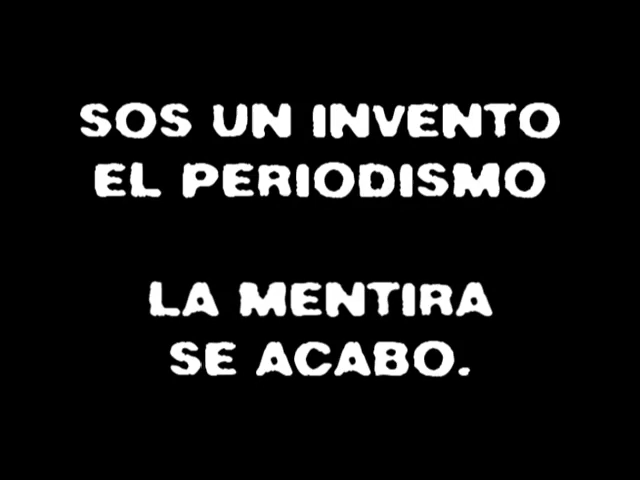 SOS UN INVENTO
EL PERIODISMO
LA MENTIRA
SE ACABO.